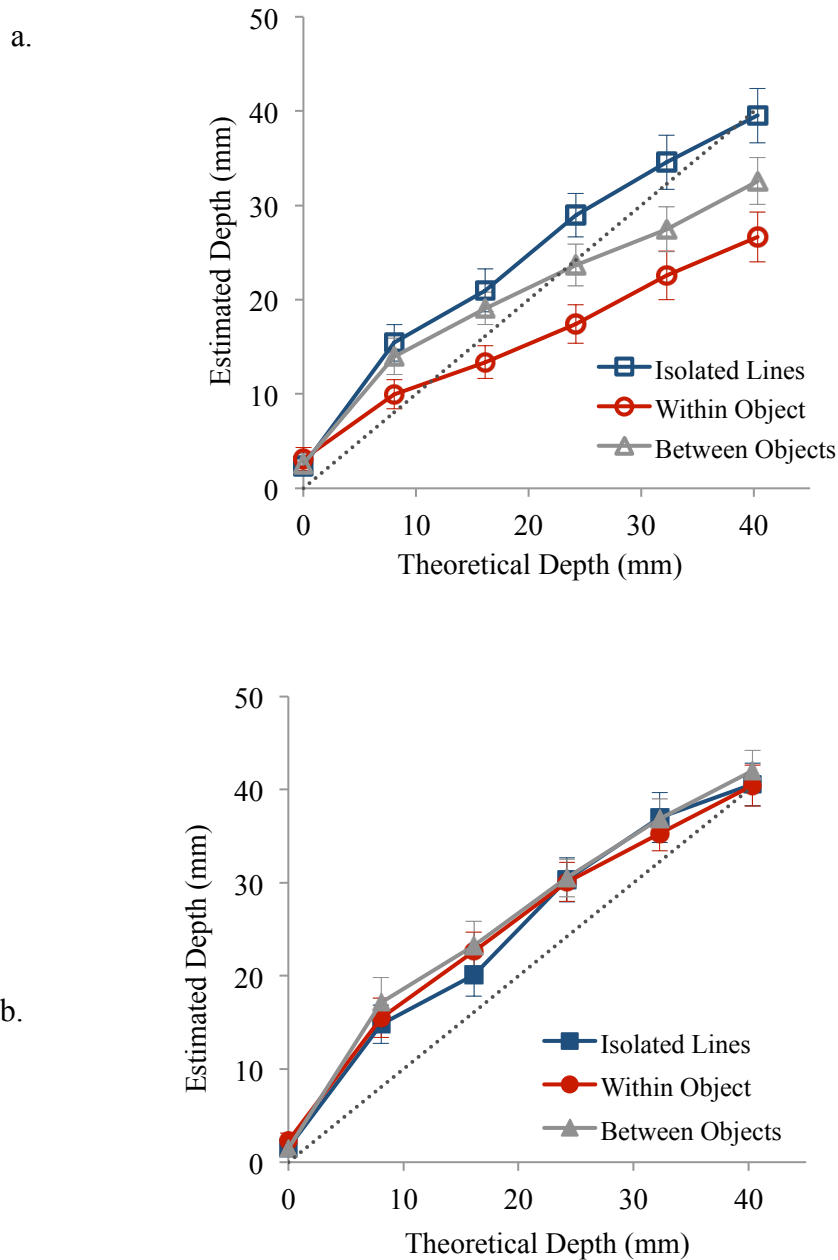 a.
50
40
30
20
10
0
Estimated Depth (mm)
Isolated Lines
Within Object
Between Objects
0 10 20 30 40
Theoretical Depth (mm)
b.
50
40
30
20
10
0
Estimated Depth (mm)
Isolated Lines
Within Object
Between Objects
0 10 20 30 40
Theoretical Depth (mm)